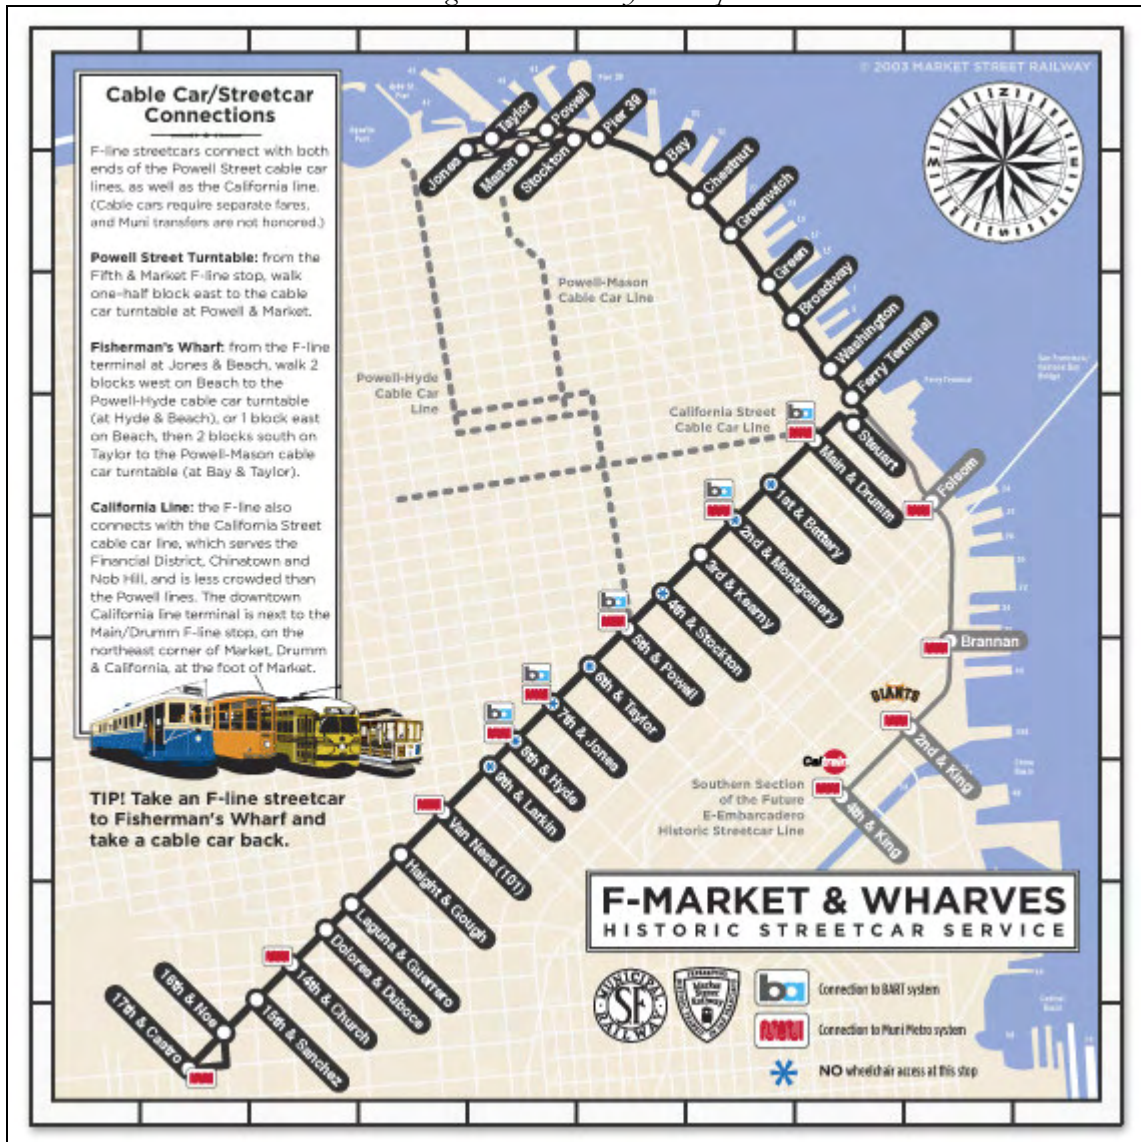 © 2003 MARKET STREET RAILWAY
Cable Car/Streetcar
Connections
F-line streetcars connect with both
ends of the Powell Street cable car
lines, as well as the California line.
(Cable cars require separate fares,
and Muni transfers are not honored.)
Powell Street Turntable: from the
Fifth & Market F-line stop, walk
one-half block east to the cable
car turntable at Powell & Market.
Fisherman's Wharf: from the F-line
terminal at Jones & Beach, walk 2
blocks west on Beach to the
Powell-Hyde cable car turntable
(at Hyde & Beach), or 1 block east
on Beach, then 2 blocks south on
Taylor to the Powell-Mason cable
car turntable (at Bay & Taylor).
California Line: the F-line also
connects with the California Street
cable car line, which serves the
Financial District, Chinatown and
Nob Hill, and is less crowded than
the Powell lines. The downtown
California line terminal is next to the
Main/Drumm F-line stop, on the
northeast corner of Market, Drumm
& California, at the foot of Market.
TIP! Take an F-line streetcar
to Fisherman's Wharf and
take a cable car back.
Jones
Taylor
Mason
Powell
Stockton
Pier 39
Bay
Chestnut
Greenwich
Green
Broadway
Washington
Ferry Terminal
Steuart
Main & Drumm
1st & Battery
2nd & Montgomery
3rd & Kearny
4th & Stockton
5th & Powell
6th & Taylor
7th & Jones
8th & Hyde
9th & Larkin
Van Ness (101)
Haight & Gough
Laguna & Guerrero
Dolores & Duboce
14th & Church
15th & Sanchez
16th & Noe
17th & Castro
Powell-Mason
Cable Car Line
Powell-Hyde
Cable Car
Line
California Street
Cable Car Line
Folsom
Brannan
GIANTS
2nd & King
Caltrain
4th & King
Southern Section
of the Future
E-Embarcadero
Historic Streetcar Line
F-MARKET & WHARVES
HISTORIC STREETCAR SERVICE
MUNICIPAL
SF
RAILWAY
Market
Street
Railway
ba
Connection to BART system
Connection to Muni Metro system
NO wheelchair access at this stop